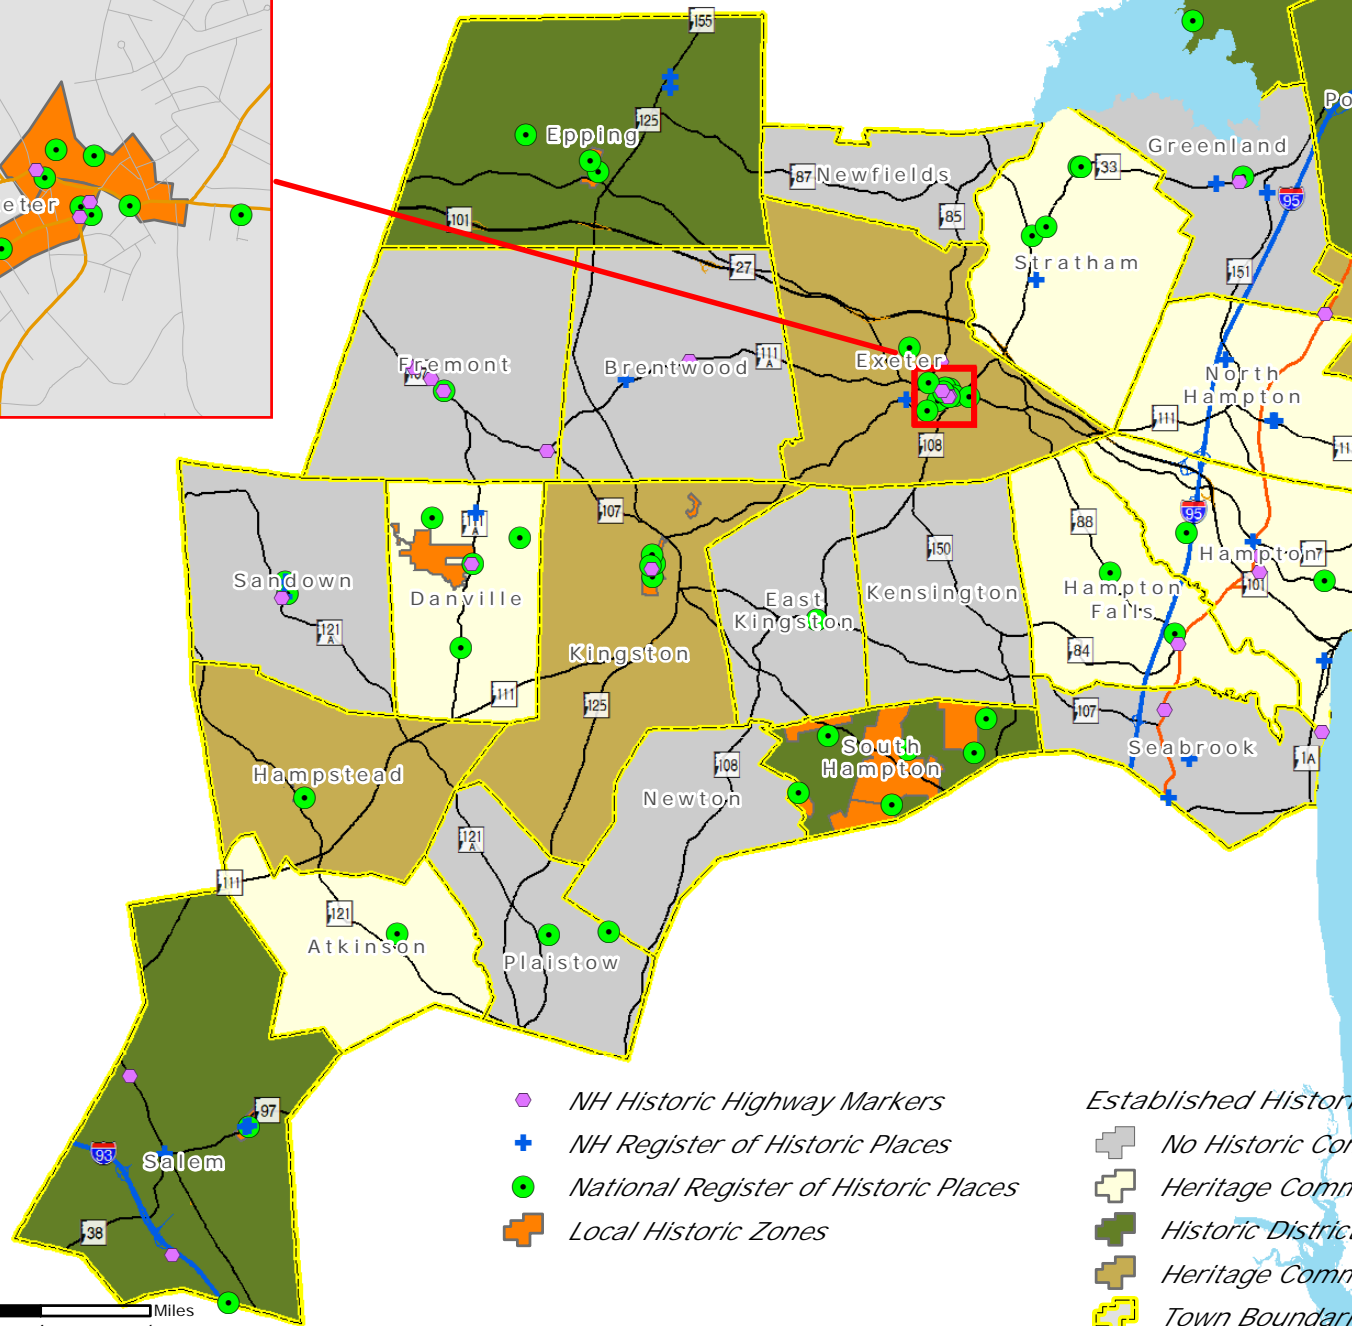 155
Epping
125
Po
Greenland
87
Newfields
33
95
eter
101
85
27
Stratham
151
Fremont
Brentwood
111
A
Exeter
North
Hampton
111
108
107
88
95
Sandown
111
A
150
Hampton
Danville
Hampton
Falls
101
121
A
East
Kingston
Kensington
Kingston
84
111
125
107
South
Hampton
Seabrook
1A
Hampstead
108
Newton
121
A
111
121
Atkinson
Plaistow
97
93
Salem
38
Miles
NH Historic Highway Markers
NH Register of Historic Places
National Register of Historic Places
Local Historic Zones
Established Histori
No Historic Co
Heritage Comm
Historic Distric
Heritage Comm
Town Boundar